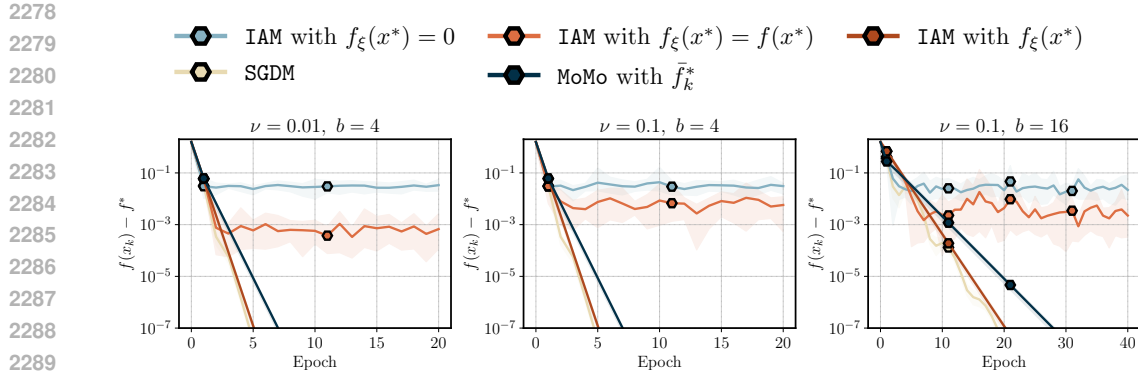 2278
2279
2280
2281
2282
2283
2284
2285
2286
2287
2288
2289
IAM with f_ξ(x*) = 0
IAM with f_ξ(x*) = f(x*)
IAM with f_ξ(x*)
SGDM
MoMo with f̄_k^*
ν = 0.01, b = 4
f(x_k) − f*
10⁻¹
10⁻³
10⁻⁵
10⁻⁷
0 5 10 15 20
Epoch
ν = 0.1, b = 4
f(x_k) − f*
10⁻¹
10⁻³
10⁻⁵
10⁻⁷
0 5 10 15 20
Epoch
ν = 0.1, b = 16
f(x_k) − f*
10⁻¹
10⁻³
10⁻⁵
10⁻⁷
0 10 20 30 40
Epoch